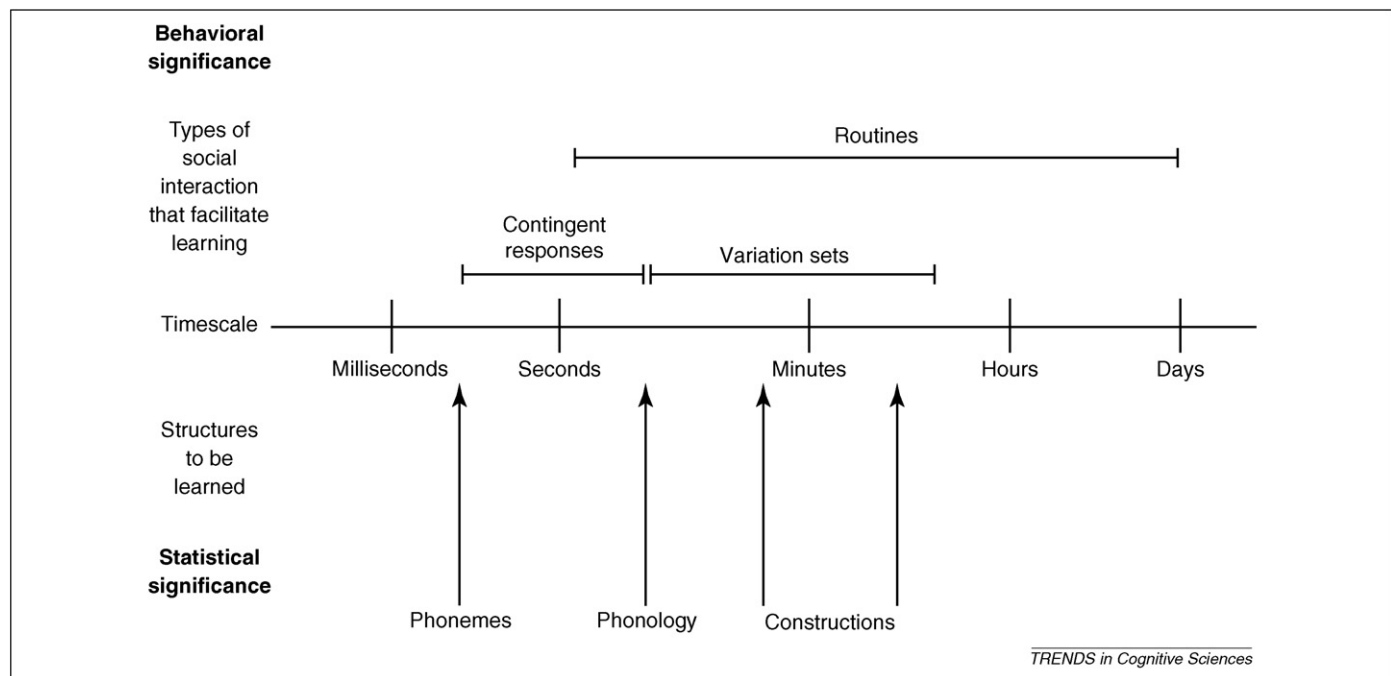 Behavioral
significance
Types of
social
interaction
that facilitate
learning
Routines
Contingent
responses
Variation sets
Timescale
Milliseconds
Seconds
Minutes
Hours
Days
Structures
to be
learned
Statistical
significance
Phonemes
Phonology
Constructions
TRENDS in Cognitive Sciences